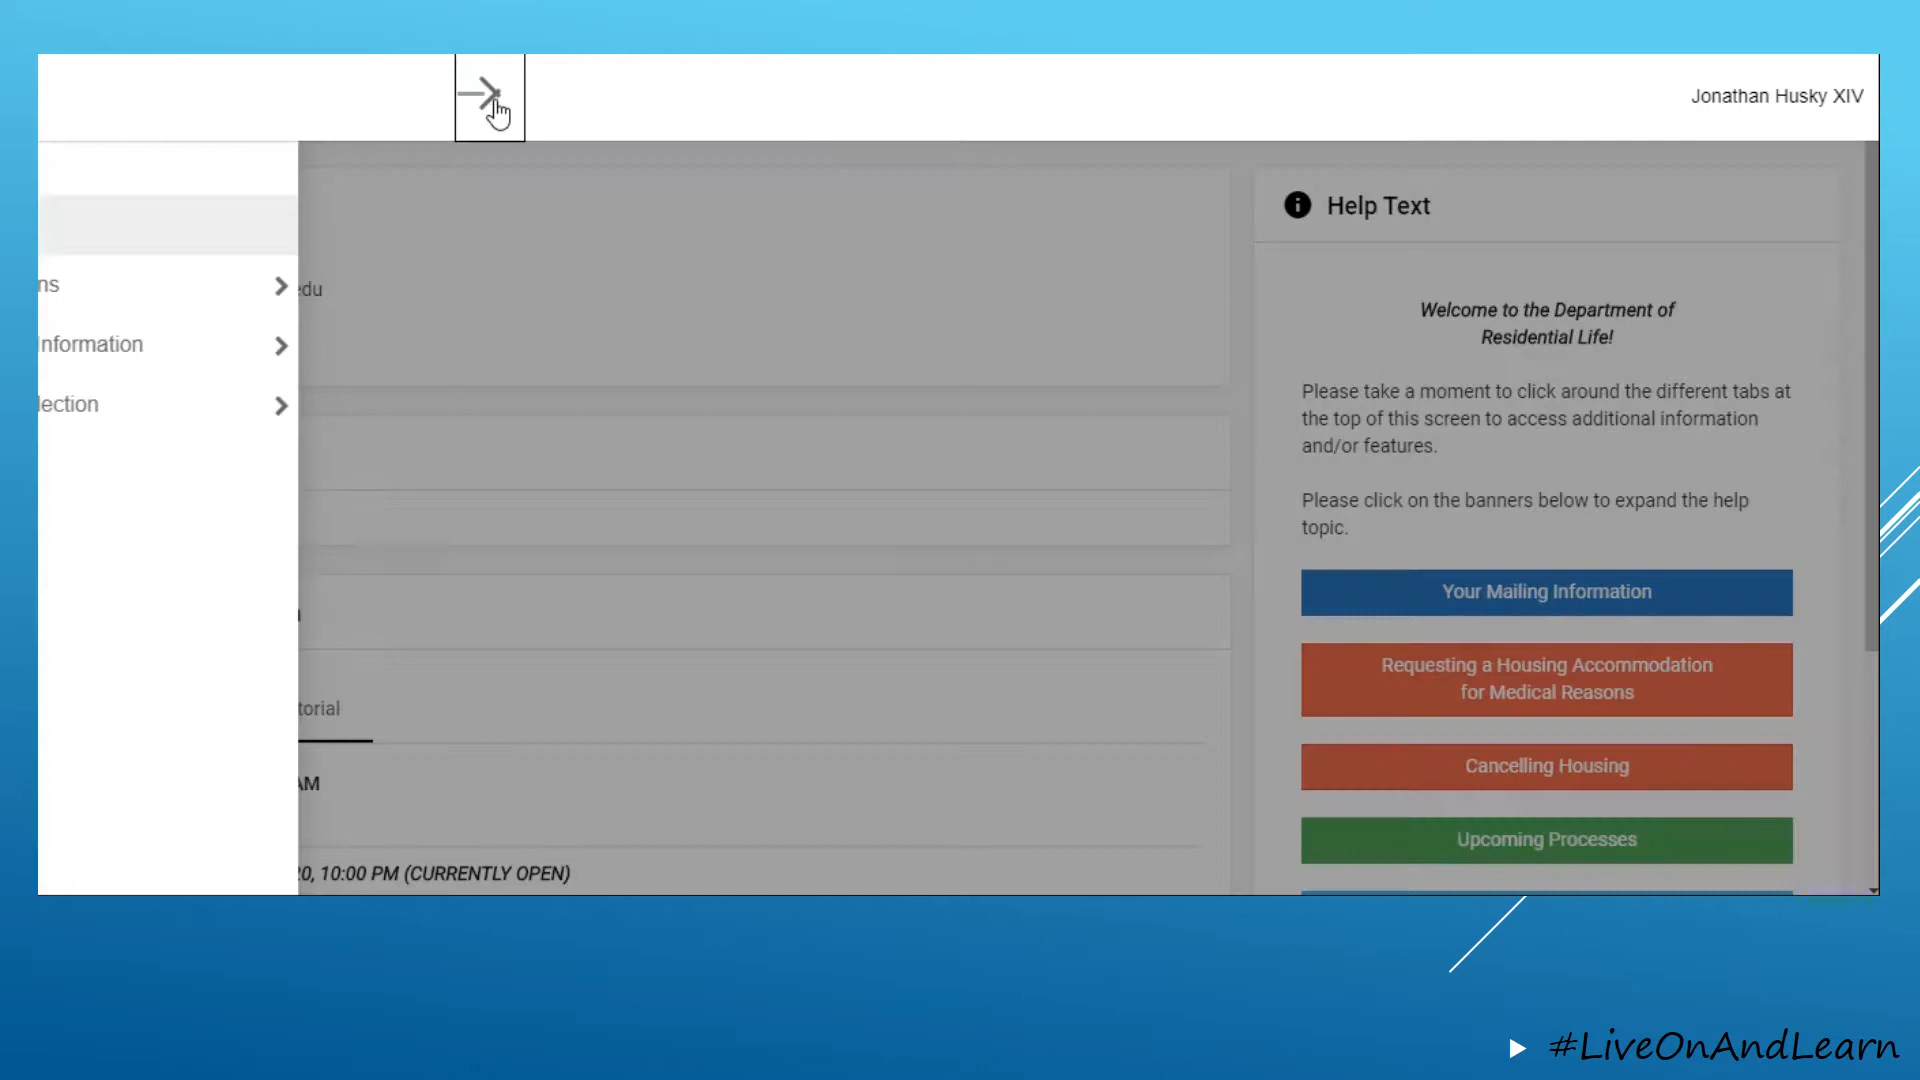 Jonathan Husky XIV
ns
nformation
lection
edu
torial
AM
0, 10:00 PM (CURRENTLY OPEN)
Help Text
Welcome to the Department of
Residential Life!
Please take a moment to click around the different tabs at
the top of this screen to access additional information
and/or features.
Please click on the banners below to expand the help
topic.
Your Mailing Information
Requesting a Housing Accommodation
for Medical Reasons
Cancelling Housing
Upcoming Processes
#LiveOnAndLearn